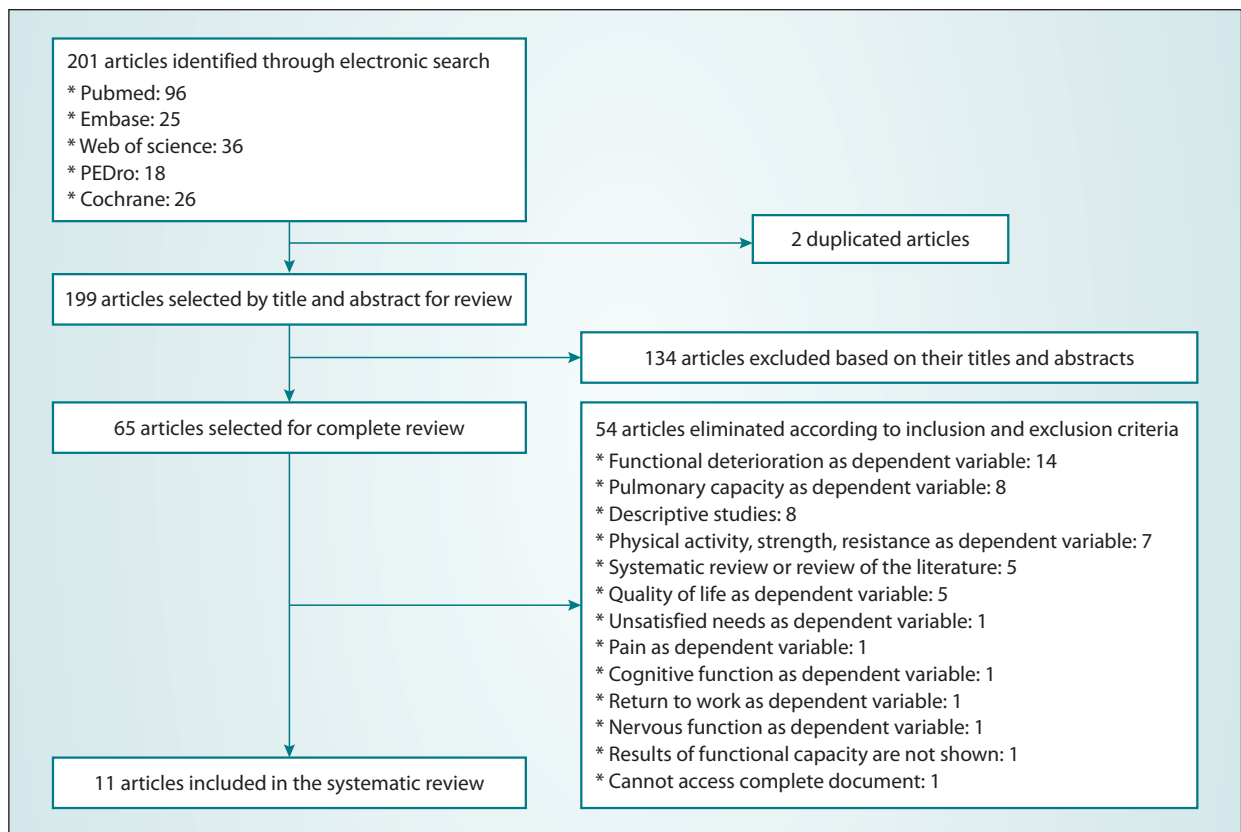 201 articles identified through electronic search
* Pubmed: 96
* Embase: 25
* Web of science: 36
* PEDro: 18
* Cochrane: 26
2 duplicated articles
199 articles selected by title and abstract for review
134 articles excluded based on their titles and abstracts
65 articles selected for complete review
54 articles eliminated according to inclusion and exclusion criteria
* Functional deterioration as dependent variable: 14
* Pulmonary capacity as dependent variable: 8
* Descriptive studies: 8
* Physical activity, strength, resistance as dependent variable: 7
* Systematic review or review of the literature: 5
* Quality of life as dependent variable: 5
* Unsatisfied needs as dependent variable: 1
* Pain as dependent variable: 1
* Cognitive function as dependent variable: 1
* Return to work as dependent variable: 1
* Nervous function as dependent variable: 1
* Results of functional capacity are not shown: 1
* Cannot access complete document: 1
11 articles included in the systematic review